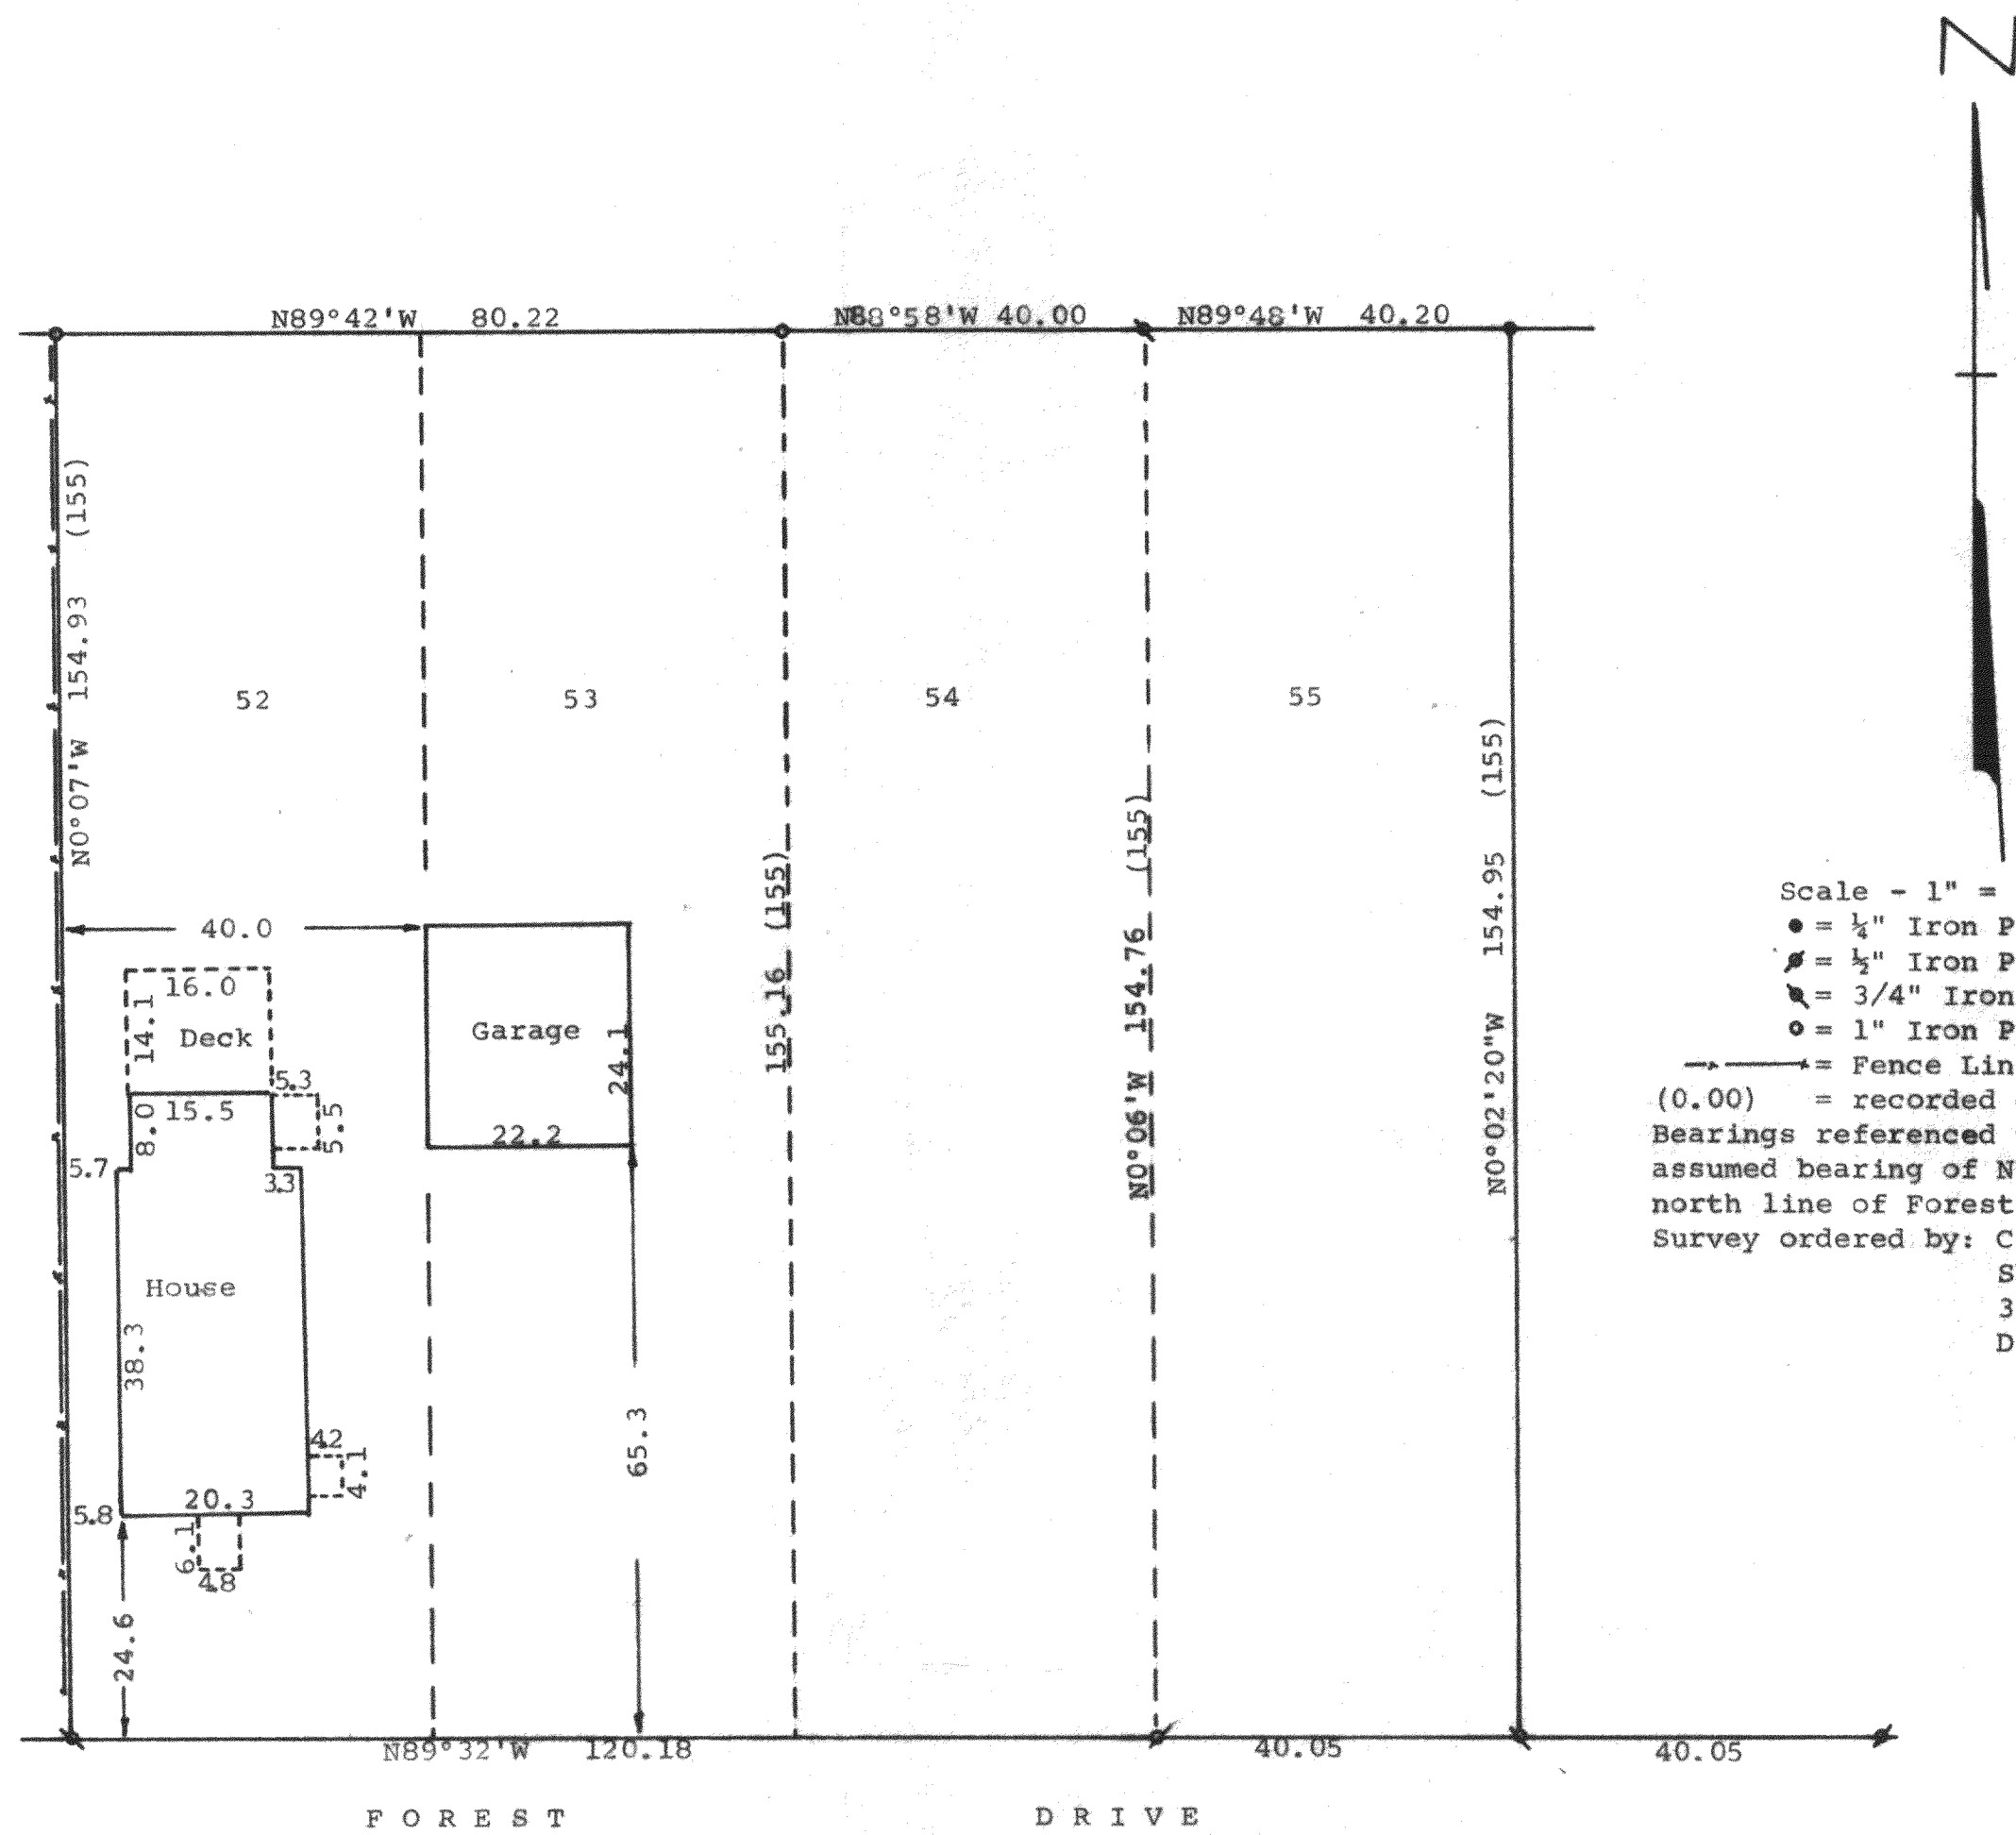 N
N89°42'W 80.22
N88°58'W 40.00
N89°48'W 40.20
N0°07'W 154.93 (155)
52
53
54
55
155.16 (155)
N0°06'W 154.76 (155)
N0°02'20"W 154.95 (155)
40.0
16.0
14.1
Deck
5.3
15.5
8.0
5.5
5.7
3.3
Garage
24.1
22.2
House
38.3
4.2
4.1
20.3
5.8
6.1
4.8
24.6
65.3
N89°32'W 120.18
40.05
40.05
FOREST DRIVE
Scale - 1" =
● = ¼" Iron P
= ½" Iron P
= 3/4" Iron
o = 1" Iron P
= Fence Lin
(0.00) = recorded
Bearings referenced
assumed bearing of N
north line of Forest
Survey ordered by: C
S
3
D